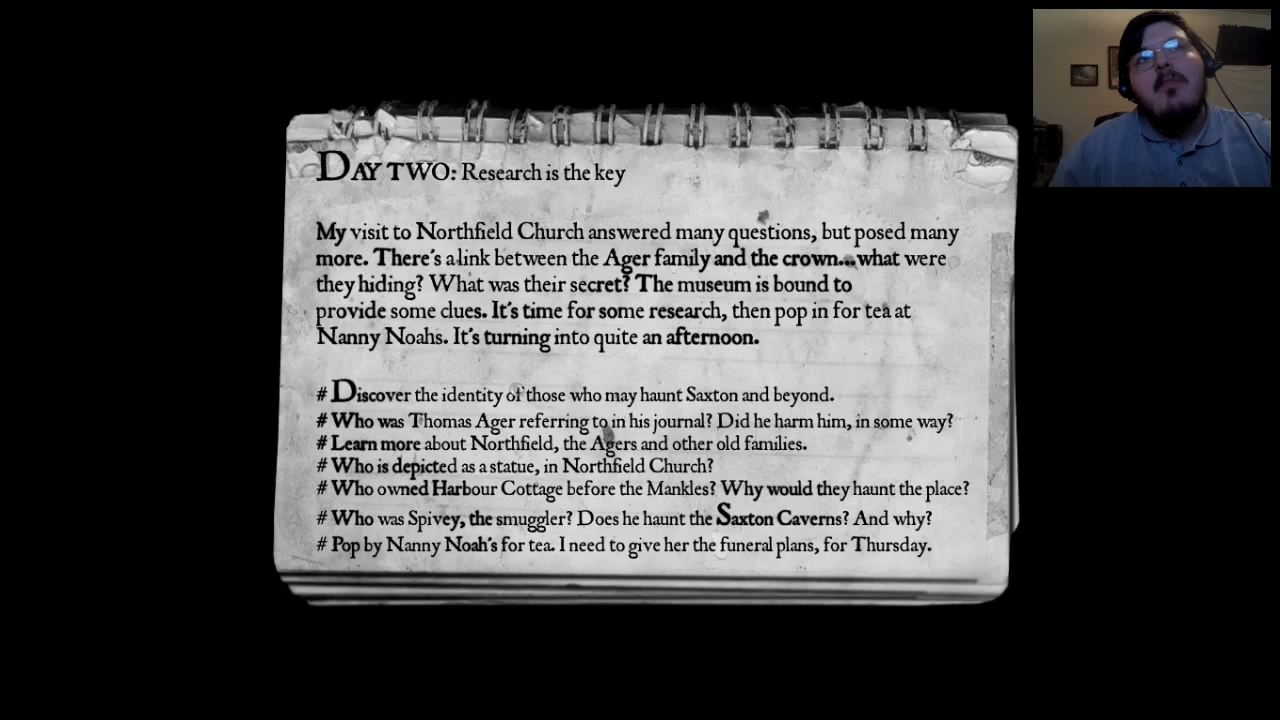 DAY TWO: Research is the key
My visit to Northfield Church answered many questions, but posed many
more. There's a link between the Ager family and the crown...what were
they hiding? What was their secret? The museum is bound to
provide some clues. It's time for some research, then pop in for tea at
Nanny Noahs. It's turning into quite an afternoon.
# Discover the identity of those who may haunt Saxton and beyond.
# Who was Thomas Ager referring to in his journal? Did he harm him, in some way?
# Learn more about Northfield, the Agers and other old families.
# Who is depicted as a statue, in Northfield Church?
# Who owned Harbour Cottage before the Mankles? Why would they haunt the place?
# Who was Spivey, the smuggler? Does he haunt the Saxton Caverns? And why?
# Pop by Nanny Noah's for tea. I need to give her the funeral plans, for Thursday.